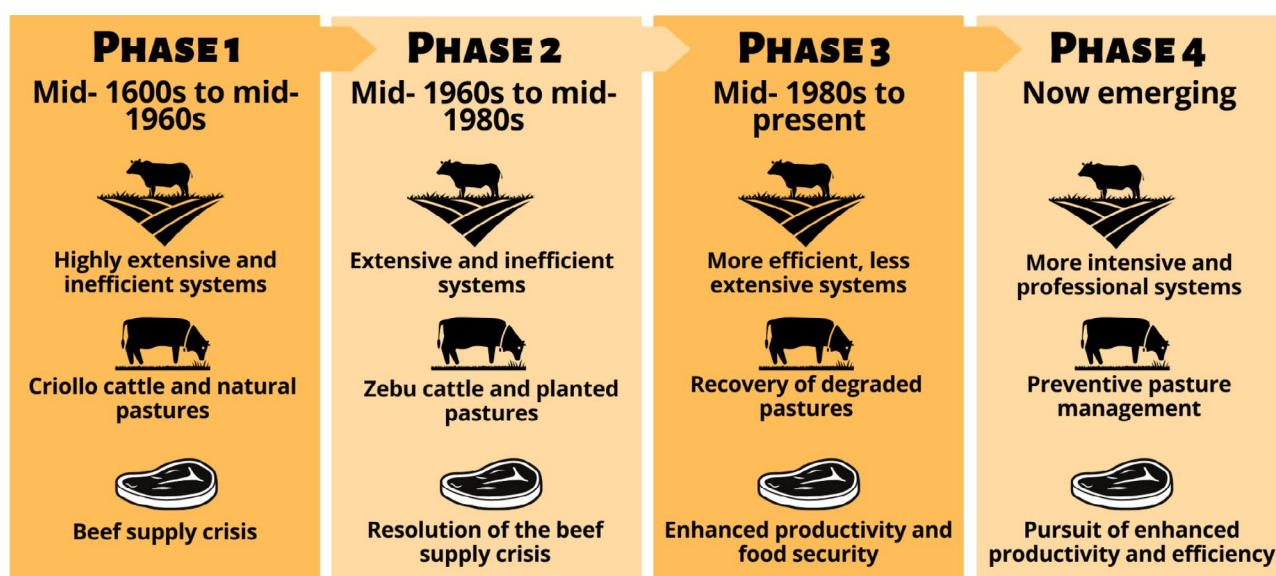 PHASE 1
Mid- 1600s to mid-
1960s
Highly extensive and
inefficient systems
Criollo cattle and natural
pastures
Beef supply crisis
PHASE 2
Mid- 1960s to mid-
1980s
Extensive and inefficient
systems
Zebu cattle and planted
pastures
Resolution of the beef
supply crisis
PHASE 3
Mid- 1980s to
present
More efficient, less
extensive systems
Recovery of degraded
pastures
Enhanced productivity and
food security
PHASE 4
Now emerging
More intensive and
professional systems
Preventive pasture
management
Pursuit of enhanced
productivity and efficiency